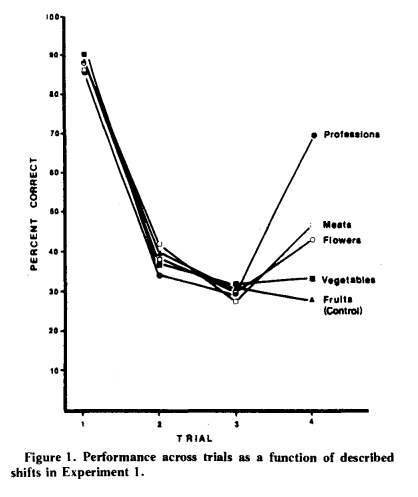 100
90
80
70
60
50
40
30
20
10
PERCENT CORRECT
1 2 3 4
TRIAL
Professions
Meats
Flowers
Vegetables
Fruits
(Control)
Figure 1. Performance across trials as a function of described
shifts in Experiment 1.